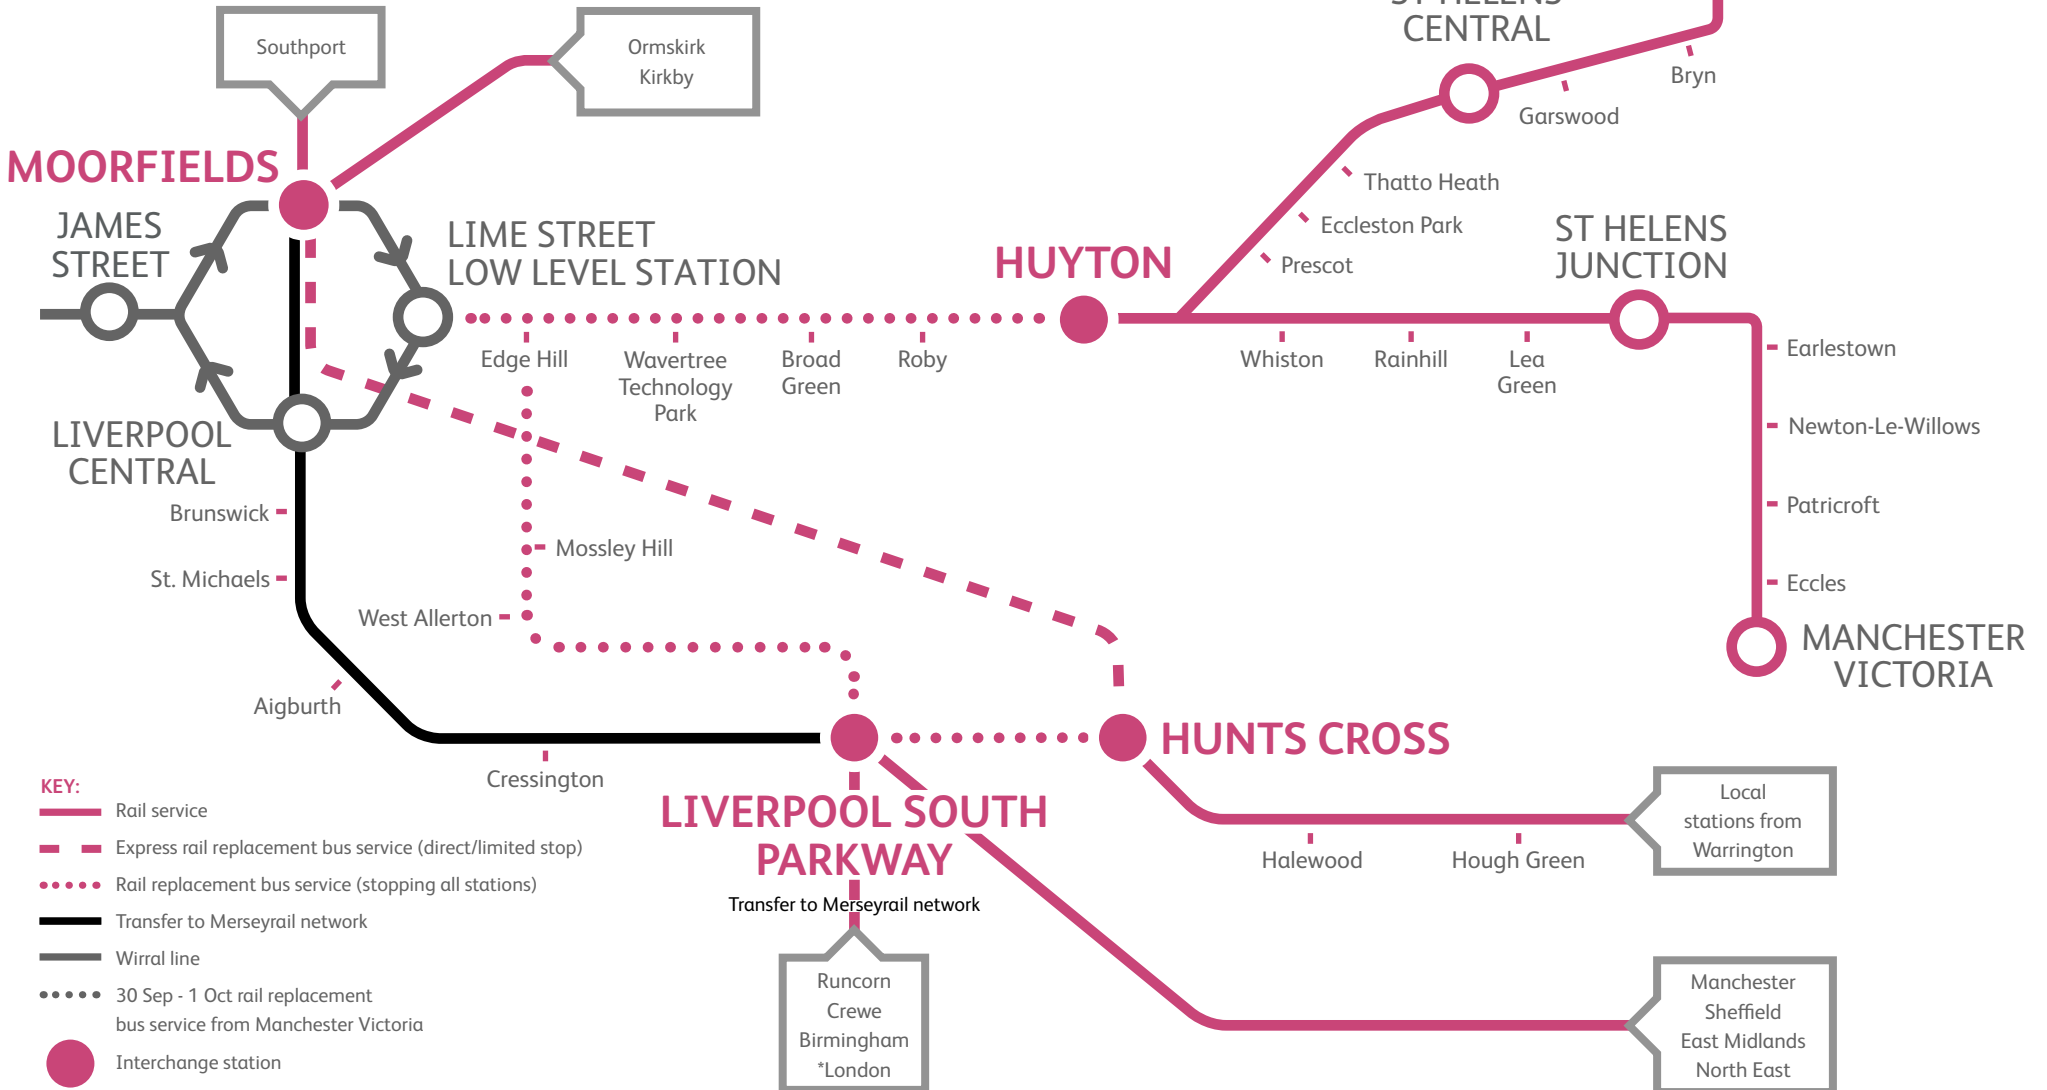 Southport
Ormskirk
Kirkby
ST HELENS
CENTRAL
Bryn
Garswood
MOORFIELDS
JAMES
STREET
LIME STREET
LOW LEVEL STATION
HUYTON
Thatto Heath
Eccleston Park
Prescot
ST HELENS
JUNCTION
Edge Hill
Wavertree
Technology
Park
Broad
Green
Roby
Whiston
Rainhill
Lea
Green
Earlestown
Newton-Le-Willows
Patricroft
Eccles
MANCHESTER
VICTORIA
LIVERPOOL
CENTRAL
Brunswick
St. Michaels
Mossley Hill
West Allerton
Aigburth
Cressington
HUNTS CROSS
LIVERPOOL SOUTH
PARKWAY
Transfer to Merseyrail network
Halewood
Hough Green
Local
stations from
Warrington
Runcorn
Crewe
Birmingham
*London
Manchester
Sheffield
East Midlands
North East
KEY:
Rail service
Express rail replacement bus service (direct/limited stop)
Rail replacement bus service (stopping all stations)
Transfer to Merseyrail network
Wirral line
30 Sep - 1 Oct rail replacement
bus service from Manchester Victoria
Interchange station